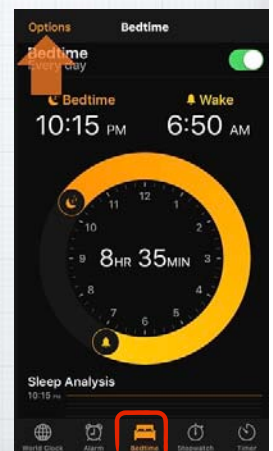 Options Bedtime
Bedtime
Every day
Bedtime Wake
10:15 PM 6:50 AM
12
11 1
10 2
9 8HR 35MIN 3
8 4
7 5
6
Sleep Analysis
10:15 PM
World Clock Alarm Bedtime Stopwatch Timer